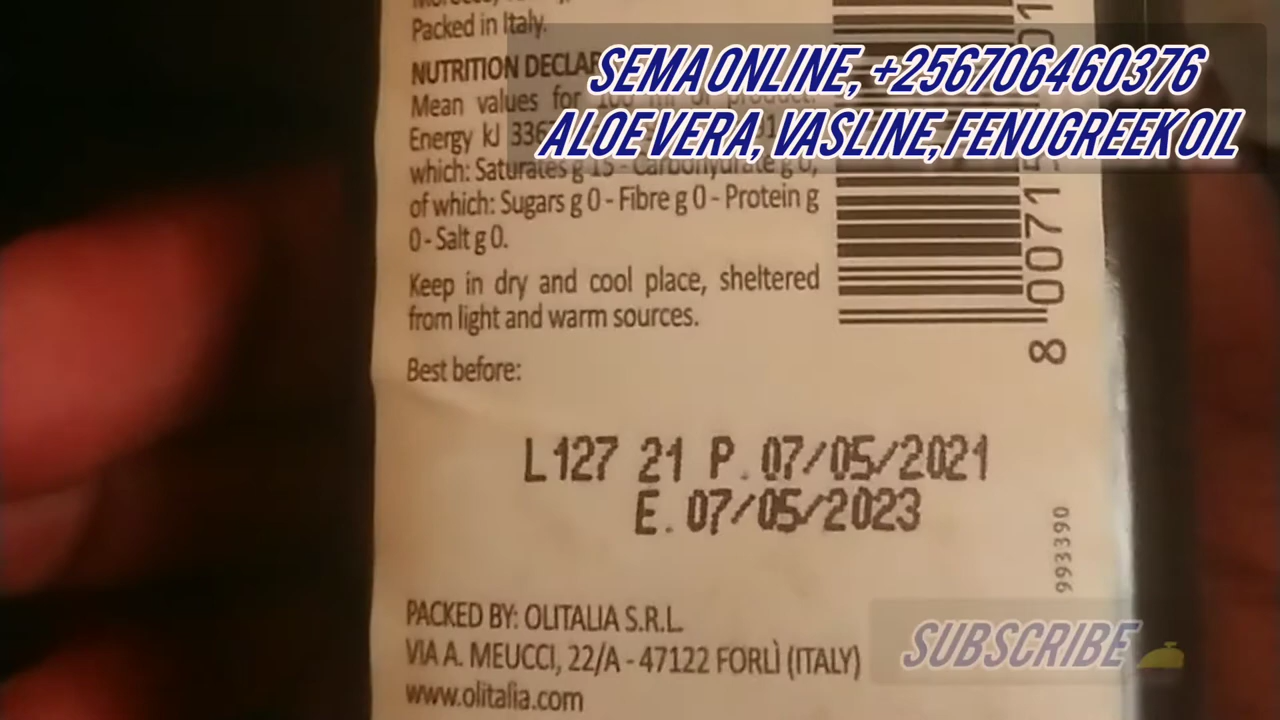 Packed in Italy.
SEMA ONLINE, +256706460376
ALOE VERA, VASLINE, FENUGREEK OIL
NUTRITION DECLAR
Mean values for 100 ml of product:
Energy kJ 336
which: Saturates g 15 - Carbohydrate g 0,
of which: Sugars g 0 - Fibre g 0 - Protein g
0 - Salt g 0.
Keep in dry and cool place, sheltered
from light and warm sources.
Best before:
L127 21 P. 07/05/2021
E. 07/05/2023
8 0071
993390
PACKED BY: OLITALIA S.R.L.
VIA A. MEUCCI, 22/A - 47122 FORLÌ (ITALY)
www.olitalia.com
SUBSCRIBE